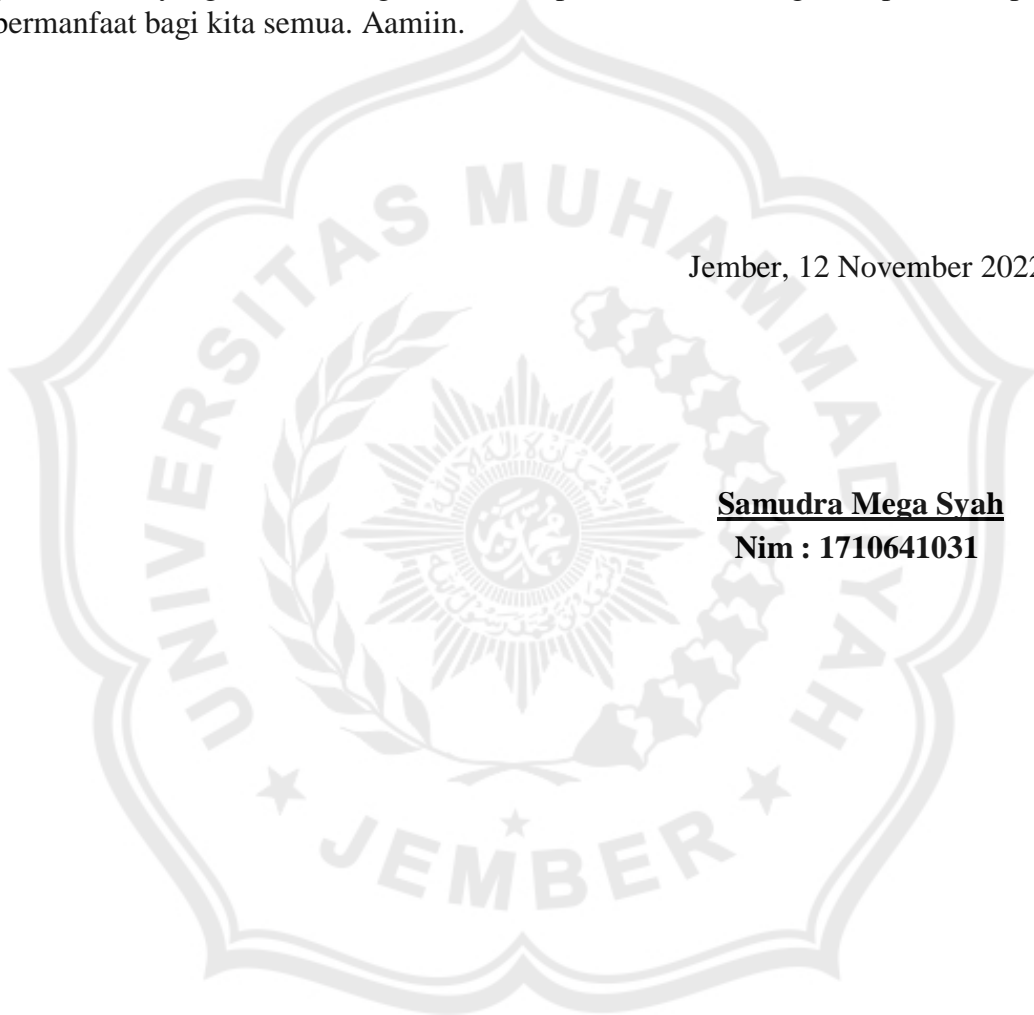 bermanfaat bagi kita semua. Aamiin.
Jember, 12 November 2022
Samudra Mega Syah
Nim : 1710641031
UNIVERSITAS MUHAMMADIYAH
JEMBER